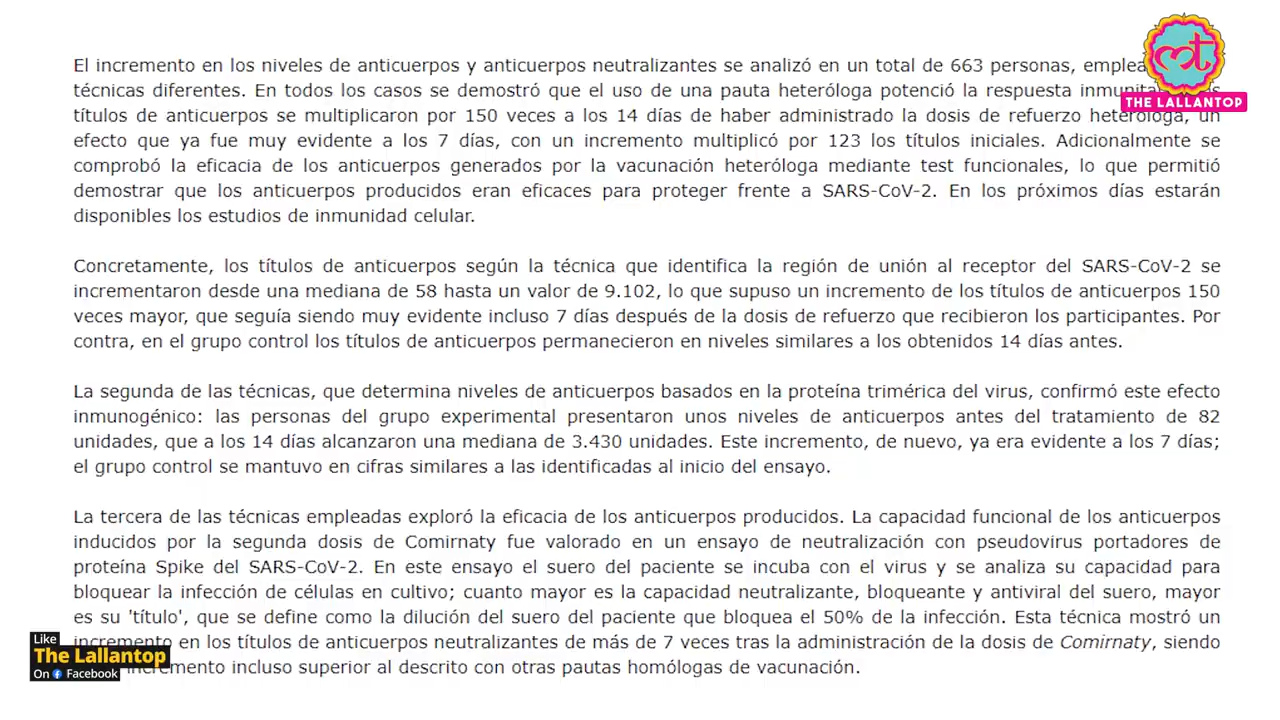 El incremento en los niveles de anticuerpos y anticuerpos neutralizantes se analizó en un total de 663 personas,
técnicas diferentes. En todos los casos se demostró que el uso de una pauta heteróloga potenció la respuesta
títulos de anticuerpos se multiplicaron por 150 veces a los 14 días de haber administrado la dosis de refuerzo heteróloga, un
efecto que ya fue muy evidente a los 7 días, con un incremento multiplicó por 123 los títulos iniciales. Adicionalmente se
comprobó la eficacia de los anticuerpos generados por la vacunación heteróloga mediante test funcionales, lo que permitió
demostrar que los anticuerpos producidos eran eficaces para proteger frente a SARS-CoV-2. En los próximos días estarán
disponibles los estudios de inmunidad celular.
Concretamente, los títulos de anticuerpos según la técnica que identifica la región de unión al receptor del SARS-CoV-2 se
incrementaron desde una mediana de 58 hasta un valor de 9.102, lo que supuso un incremento de los títulos de anticuerpos 150
veces mayor, que seguía siendo muy evidente incluso 7 días después de la dosis de refuerzo que recibieron los participantes. Por
contra, en el grupo control los títulos de anticuerpos permanecieron en niveles similares a los obtenidos 14 días antes.
La segunda de las técnicas, que determina niveles de anticuerpos basados en la proteína trimérica del virus, confirmó este efecto
inmunogénico: las personas del grupo experimental presentaron unos niveles de anticuerpos antes del tratamiento de 82
unidades, que a los 14 días alcanzaron una mediana de 3.430 unidades. Este incremento, de nuevo, ya era evidente a los 7 días;
el grupo control se mantuvo en cifras similares a las identificadas al inicio del ensayo.
La tercera de las técnicas empleadas exploró la eficacia de los anticuerpos producidos. La capacidad funcional de los anticuerpos
inducidos por la segunda dosis de Comirnaty fue valorado en un ensayo de neutralización con pseudovirus portadores de
proteína Spike del SARS-CoV-2. En este ensayo el suero del paciente se incuba con el virus y se analiza su capacidad para
bloquear la infección de células en cultivo; cuanto mayor es la capacidad neutralizante, bloqueante y antiviral del suero, mayor
es su 'título', que se define como la dilución del suero del paciente que bloquea el 50% de la infección. Esta técnica mostró un
incremento en los títulos de anticuerpos neutralizantes de más de 7 veces tras la administración de la dosis de Comirnaty, siendo
incluso superior al descrito con otras pautas homólogas de vacunación.
THE LALLANTOP
Like
The Lallantop
On Facebook